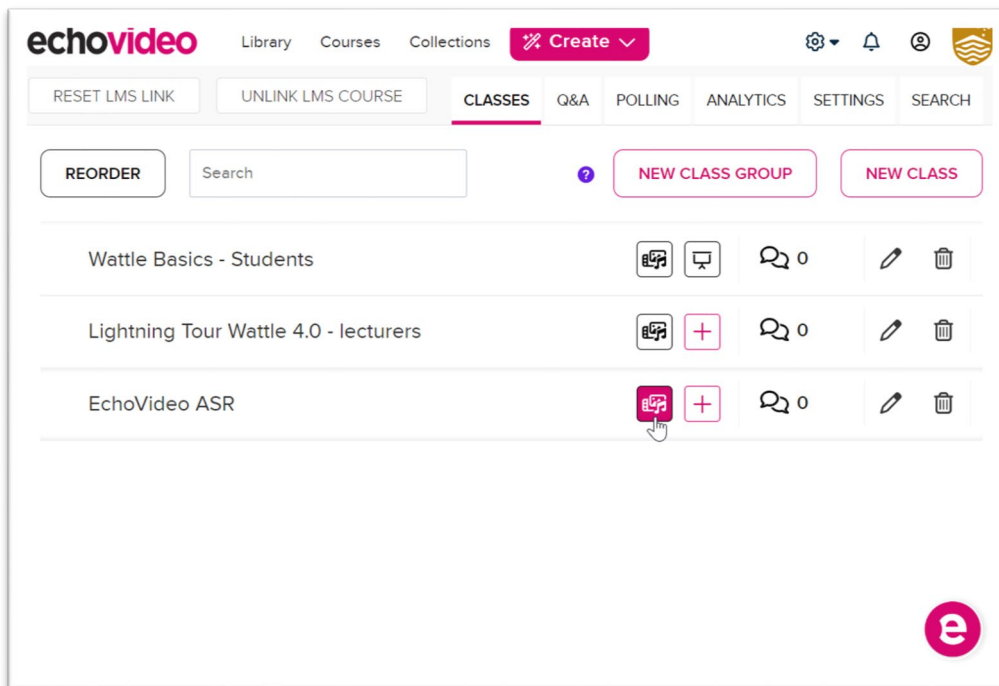 echovideo Library Courses Collections Create
RESET LMS LINK UNLINK LMS COURSE CLASSES Q&A POLLING ANALYTICS SETTINGS SEARCH
REORDER Search ? NEW CLASS GROUP NEW CLASS
Wattle Basics - Students 0
Lightning Tour Wattle 4.0 - lecturers + 0
EchoVideo ASR + 0
e